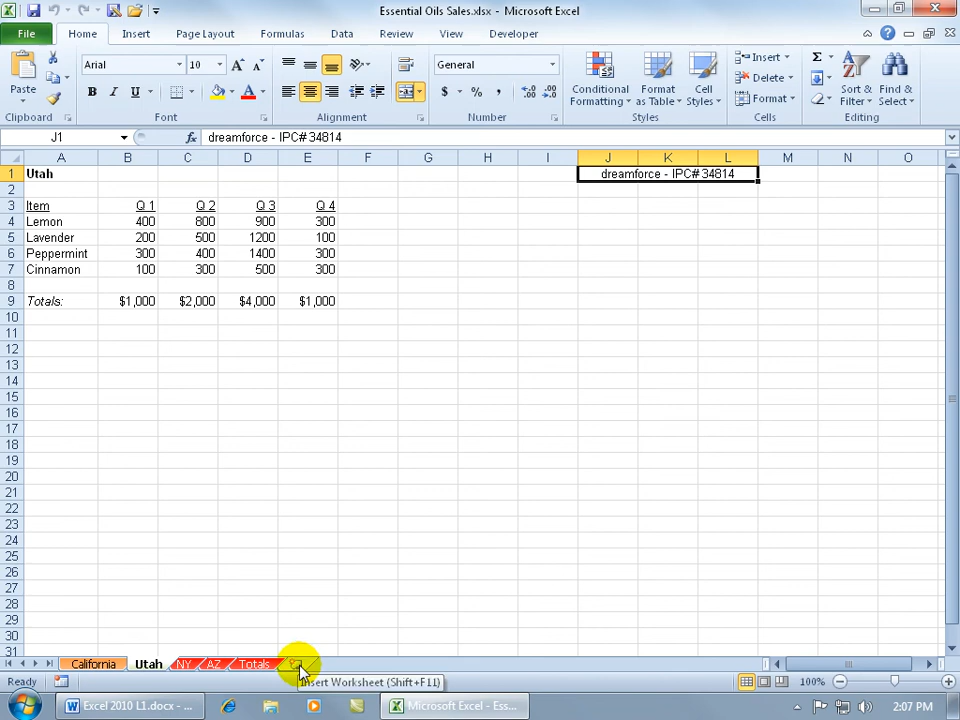 Essential Oils Sales.xlsx - Microsoft Excel
File Home Insert Page Layout Formulas Data Review View Developer
Paste
Arial 10
B I U A
General
$ % ,
Conditional Formatting
Format as Table
Cell Styles
Insert
Delete
Format
Sort & Filter
Find & Select
Clipboard Font Alignment Number Styles Cells Editing
J1 fx dreamforce - IPC# 34814
A B C D E F G H I J K L M N O
1 Utah dreamforce - IPC# 34814
2
3 Item Q 1 Q 2 Q 3 Q 4
4 Lemon 400 800 900 300
5 Lavender 200 500 1200 100
6 Peppermint 300 400 1400 300
7 Cinnamon 100 300 500 300
8
9 Totals: $1,000 $2,000 $4,000 $1,000
10
11
12
13
14
15
16
17
18
19
20
21
22
23
24
25
26
27
28
29
30
31
California Utah NY AZ Totals
Insert Worksheet (Shift+F11)
Ready 100%
Excel 2010 L1.docx - ... Microsoft Excel - Ess... 2:07 PM